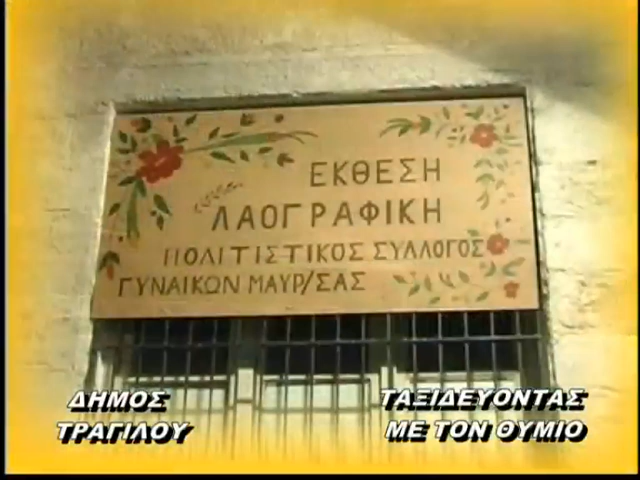 ΕΚΘΕΣΗ
ΛΑΟΓΡΑΦΙΚΗ
ΠΟΛΙΤΙΣΤΙΚΟΣ ΣΥΛΛΟΓΟΣ
ΓΥΝΑΙΚΩΝ ΜΑΥΡ/ΣΑΣ
ΔΗΜΟΣ
ΤΡΑΓΙΛΟΥ
ΤΑΞΙΔΕΥΟΝΤΑΣ
ΜΕ ΤΟΝ ΘΥΜΙΟ